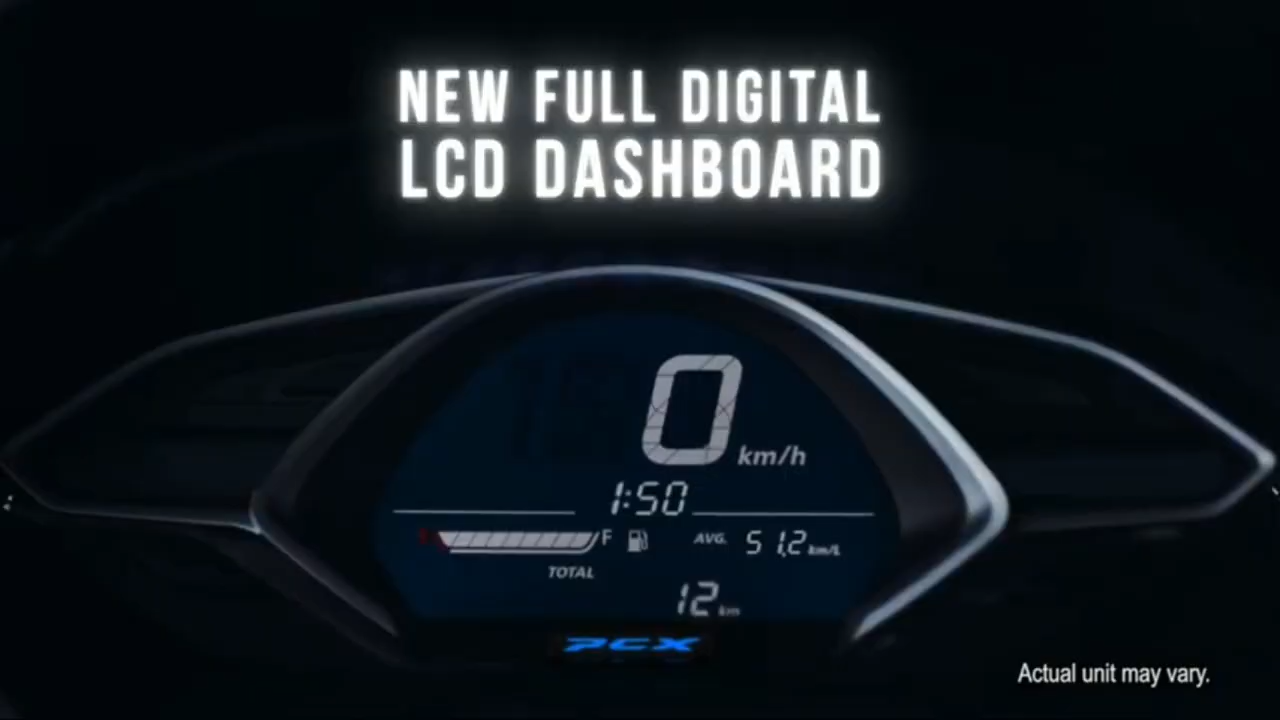 NEW FULL DIGITAL
LCD DASHBOARD
0 km/h
1:50
F AVG. 51.2 km/L
TOTAL
12 km
PCX
Actual unit may vary.